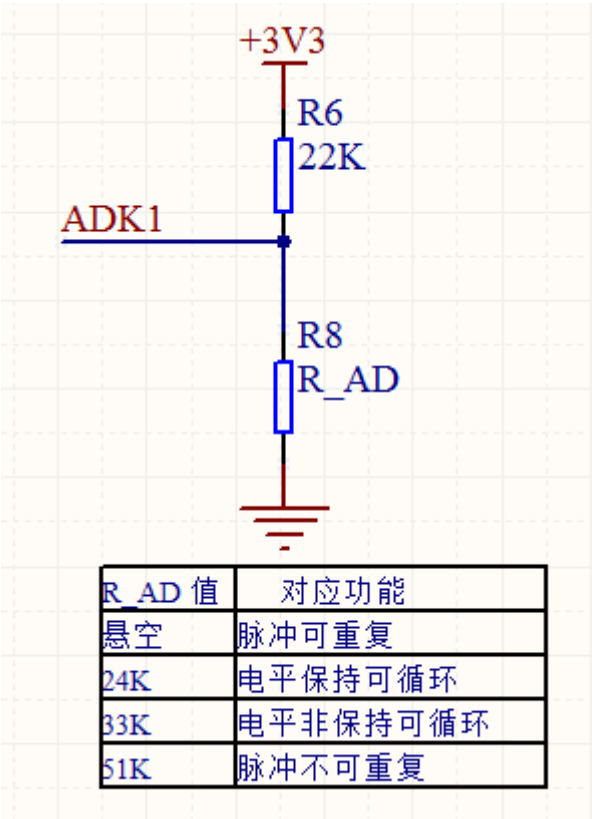 +3V3
R6
22K
ADK1
R8
R_AD
R_AD 值 对应功能
悬空 脉冲可重复
24K 电平保持可循环
33K 电平非保持可循环
51K 脉冲不可重复